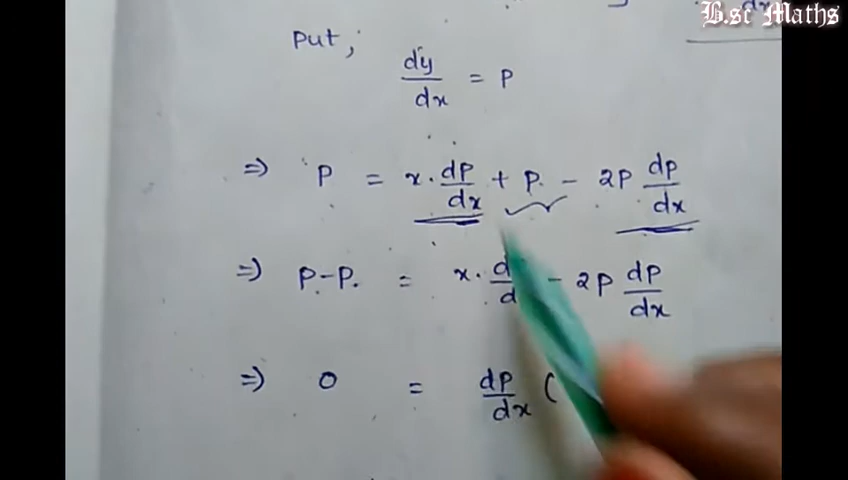 B.sc Maths
put,
dy/dx = P
⇒ P = x . dP/dx + P. - 2P dP/dx
⇒ P-P. = x . d - 2P dP/dx
⇒ 0 = dP/dx (